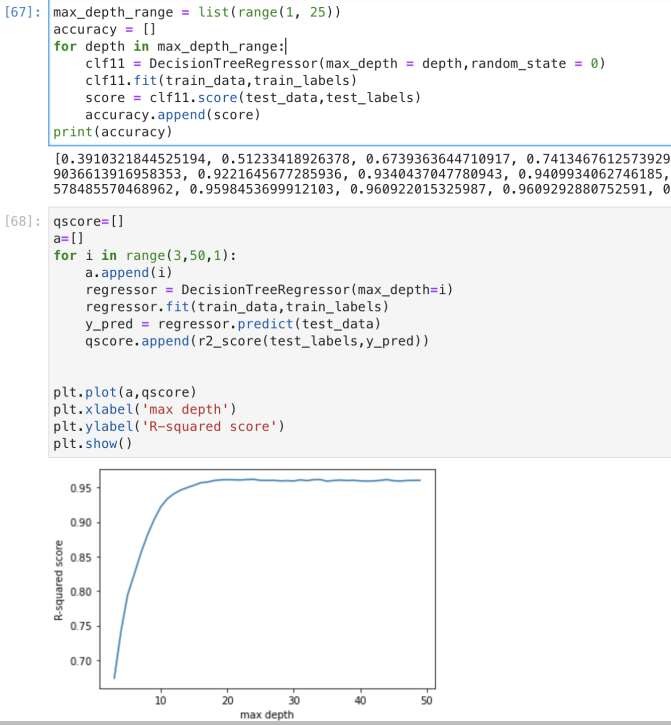 [67]: max_depth_range = list(range(1, 25))
accuracy = []
for depth in max_depth_range:
    clf11 = DecisionTreeRegressor(max_depth = depth,random_state = 0)
    clf11.fit(train_data,train_labels)
    score = clf11.score(test_data,test_labels)
    accuracy.append(score)
print(accuracy)
[0.3910321844525194, 0.51233418926378, 0.6739363644710917, 0.7413467612573929
9036613916958353, 0.9221645677285936, 0.9340437047780943, 0.9409934062746185,
578485570468962, 0.9598453699912103, 0.960922015325987, 0.9609292880752591, 0
[68]: qscore=[]
a=[]
for i in range(3,50,1):
    a.append(i)
    regressor = DecisionTreeRegressor(max_depth=i)
    regressor.fit(train_data,train_labels)
    y_pred = regressor.predict(test_data)
    qscore.append(r2_score(test_labels,y_pred))
plt.plot(a,qscore)
plt.xlabel('max depth')
plt.ylabel('R-squared score')
plt.show()
R-squared score
0.95
0.90
0.85
0.80
0.75
0.70
10 20 30 40 50
max depth